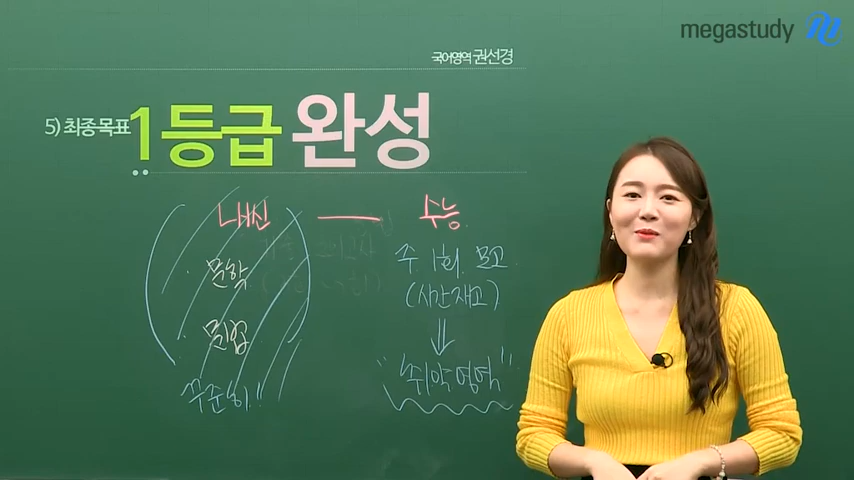 megastudy
국어영역 권선경
5) 최종 목표 1등급 완성
내신 — 수능
문학
주 1회 모고
(시간재고)
문법
⇓
"취약영역"
꾸준히!!